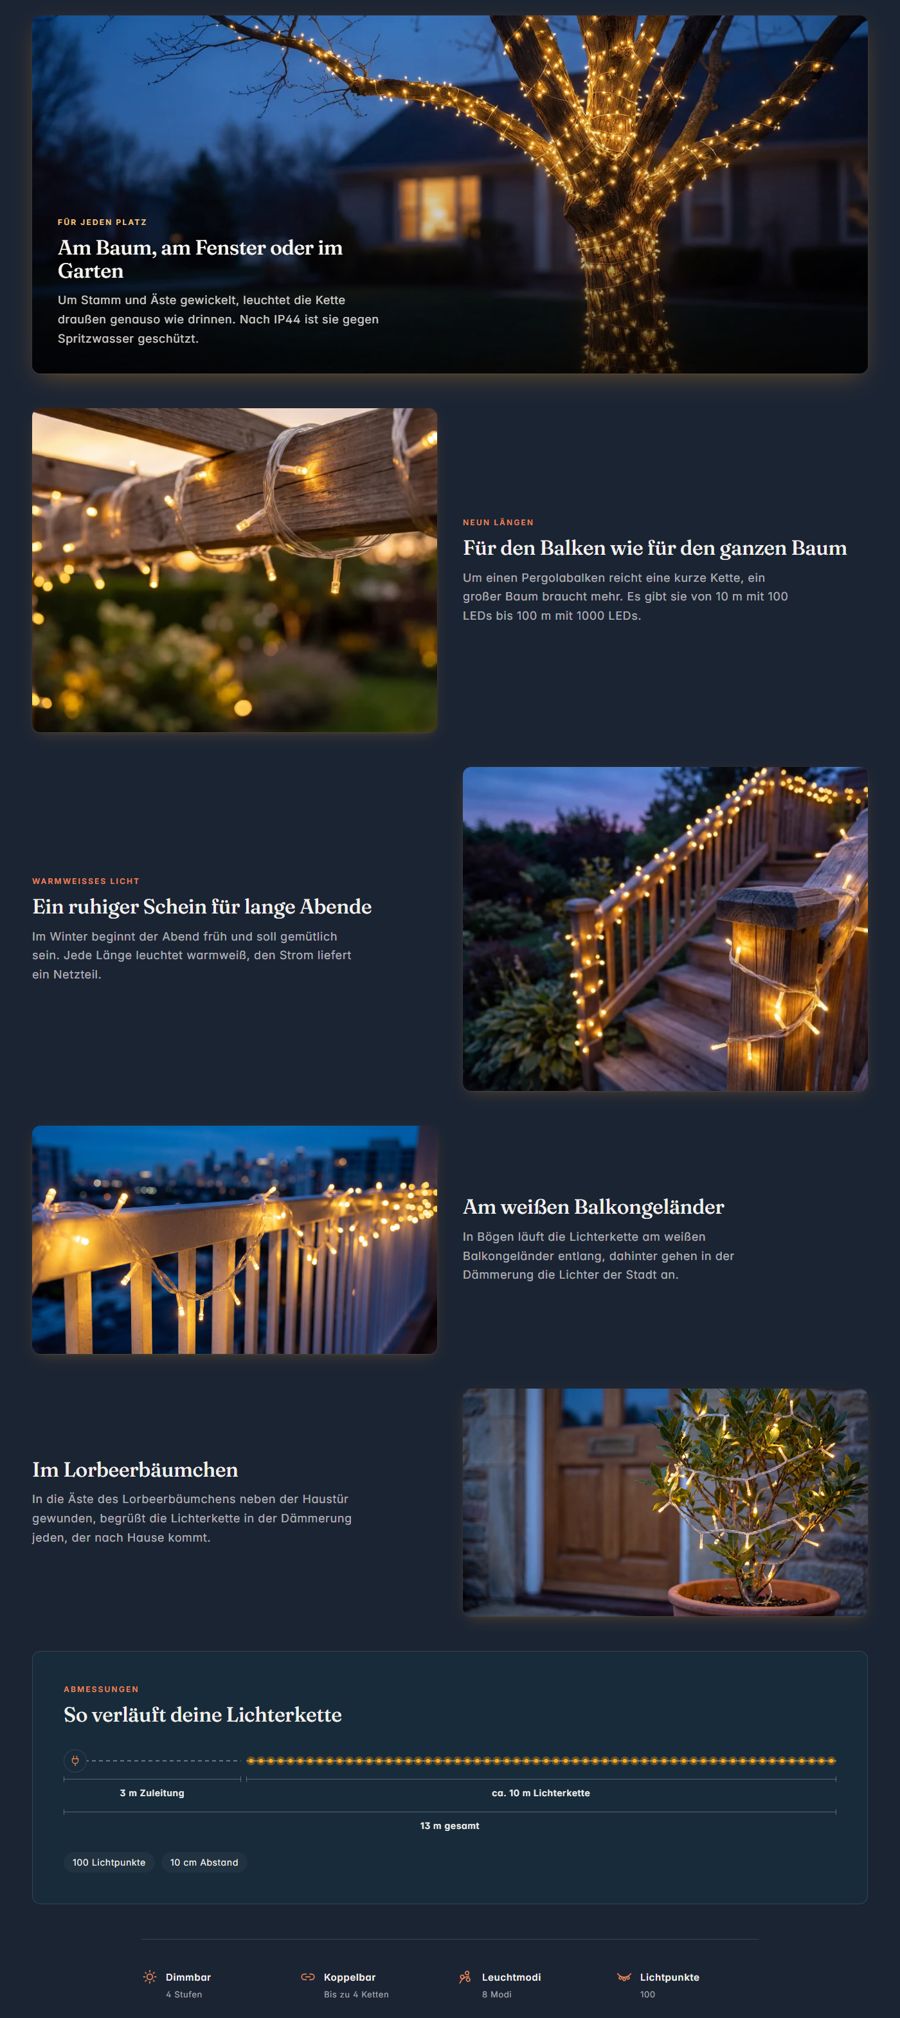 FÜR JEDEN PLATZ
Am Baum, am Fenster oder im
Garten
Um Stamm und Äste gewickelt, leuchtet die Kette
draußen genauso wie drinnen. Nach IP44 ist sie gegen
Spritzwasser geschützt.
NEUN LÄNGEN
Für den Balken wie für den ganzen Baum
Um einen Pergolabalken reicht eine kurze Kette, ein
großer Baum braucht mehr. Es gibt sie von 10 m mit 100
LEDs bis 100 m mit 1000 LEDs.
WARMWEISSES LICHT
Ein ruhiger Schein für lange Abende
Im Winter beginnt der Abend früh und soll gemütlich
sein. Jede Länge leuchtet warmweiß, den Strom liefert
ein Netzteil.
Am weißen Balkongeländer
In Bögen läuft die Lichterkette am weißen
Balkongeländer entlang, dahinter gehen in der
Dämmerung die Lichter der Stadt an.
Im Lorbeerbäumchen
In die Äste des Lorbeerbäumchens neben der Haustür
gewunden, begrüßt die Lichterkette in der Dämmerung
jeden, der nach Hause kommt.
ABMESSUNGEN
So verläuft deine Lichterkette
3 m Zuleitung
ca. 10 m Lichterkette
13 m gesamt
100 Lichtpunkte
10 cm Abstand
Dimmbar
4 Stufen
Koppelbar
Bis zu 4 Ketten
Leuchtmodi
8 Modi
Lichtpunkte
100